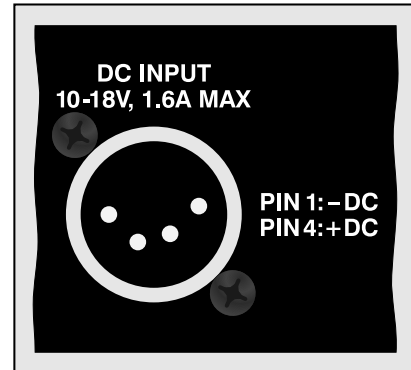 DC INPUT
10-18V, 1.6A MAX
PIN 1:–DC
PIN 4:+DC